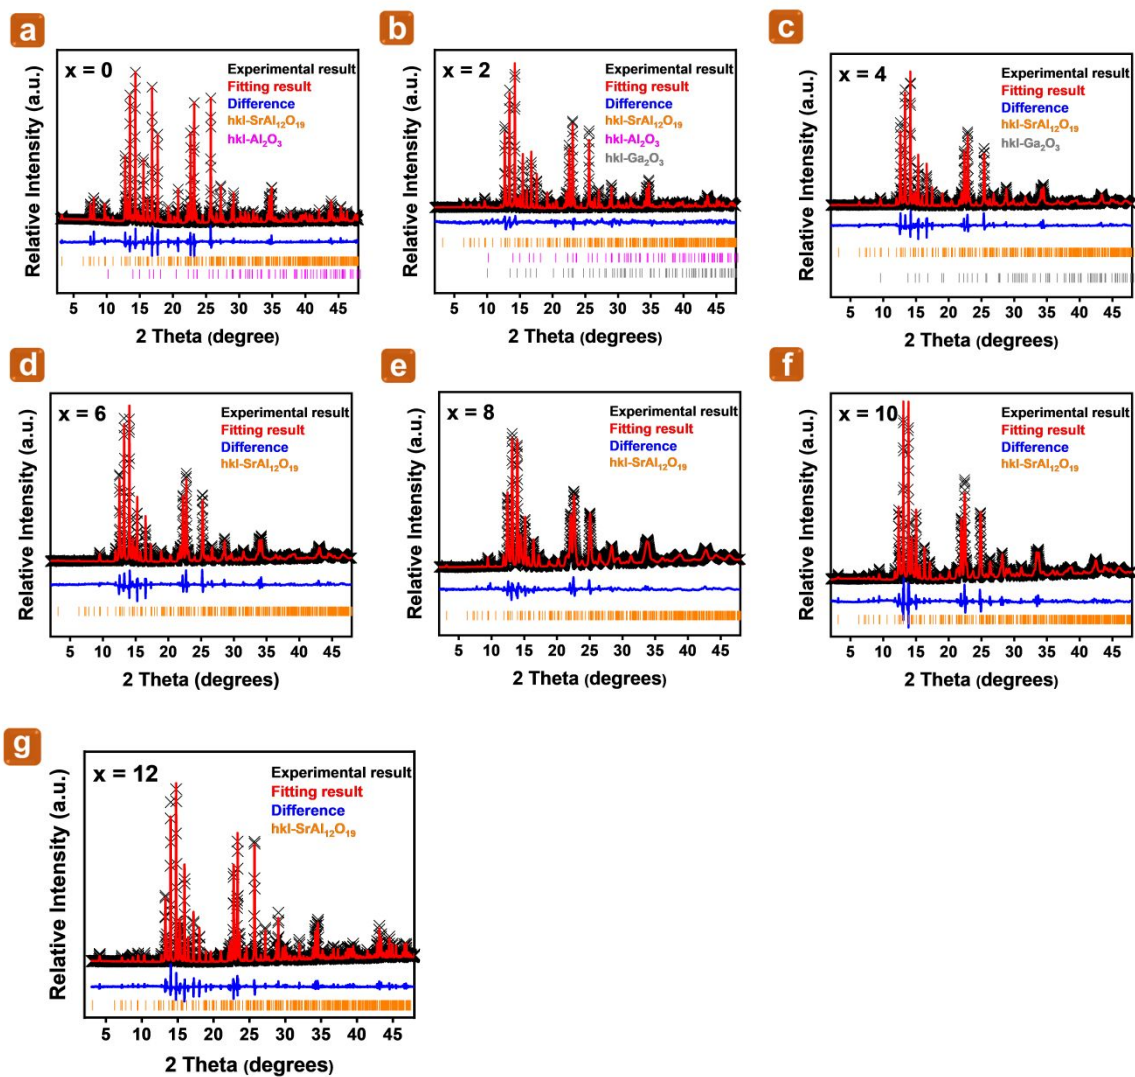 a
x = 0
Experimental result
Fitting result
Difference
hkl-SrAl₁₂O₁₉
hkl-Al₂O₃
Relative Intensity (a.u.)
5 10 15 20 25 30 35 40 45
2 Theta (degree)
b
x = 2
Experimental result
Fitting result
Difference
hkl-SrAl₁₂O₁₉
hkl-Al₂O₃
hkl-Ga₂O₃
Relative Intensity (a.u.)
5 10 15 20 25 30 35 40 45
2 Theta (degrees)
c
x = 4
Experimental result
Fitting result
Difference
hkl-SrAl₁₂O₁₉
hkl-Ga₂O₃
Relative Intensity (a.u.)
5 10 15 20 25 30 35 40 45
2 Theta (degrees)
d
x = 6
Experimental result
Fitting result
Difference
hkl-SrAl₁₂O₁₉
Relative Intensity (a.u.)
5 10 15 20 25 30 35 40 45
2 Theta (degrees)
e
x = 8
Experimental result
Fitting result
Difference
hkl-SrAl₁₂O₁₉
Relative Intensity (a.u.)
5 10 15 20 25 30 35 40 45
2 Theta (degrees)
f
x = 10
Experimental result
Fitting result
Difference
hkl-SrAl₁₂O₁₉
Relative Intensity (a.u.)
5 10 15 20 25 30 35 40 45
2 Theta (degrees)
g
x = 12
Experimental result
Fitting result
Difference
hkl-SrAl₁₂O₁₉
Relative Intensity (a.u.)
5 10 15 20 25 30 35 40 45
2 Theta (degrees)